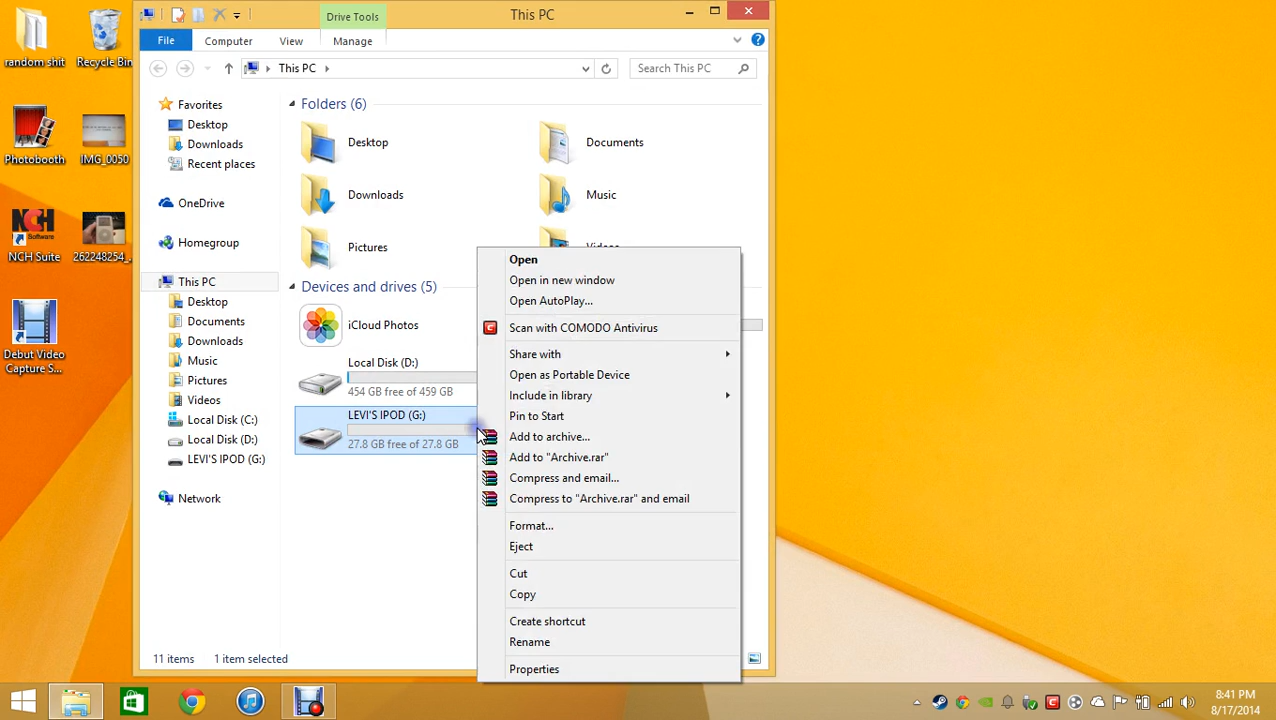 This PC
Drive Tools
File
Computer
View
Manage
This PC
Search This PC
random shit
Recycle Bin
Photobooth
IMG_0050
NCH Software
NCH Suite
262248254_...
Debut Video
Capture S...
Favorites
Desktop
Downloads
Recent places
OneDrive
Homegroup
This PC
Desktop
Documents
Downloads
Music
Pictures
Videos
Local Disk (C:)
Local Disk (D:)
LEVI'S IPOD (G:)
Network
Folders (6)
Desktop
Documents
Downloads
Music
Pictures
Videos
Devices and drives (5)
iCloud Photos
Local Disk (D:)
454 GB free of 459 GB
LEVI'S IPOD (G:)
27.8 GB free of 27.8 GB
Open
Open in new window
Open AutoPlay...
Scan with COMODO Antivirus
Share with
Open as Portable Device
Include in library
Pin to Start
Add to archive...
Add to "Archive.rar"
Compress and email...
Compress to "Archive.rar" and email
Format...
Eject
Cut
Copy
Create shortcut
Rename
Properties
11 items
1 item selected
8:41 PM
8/17/2014